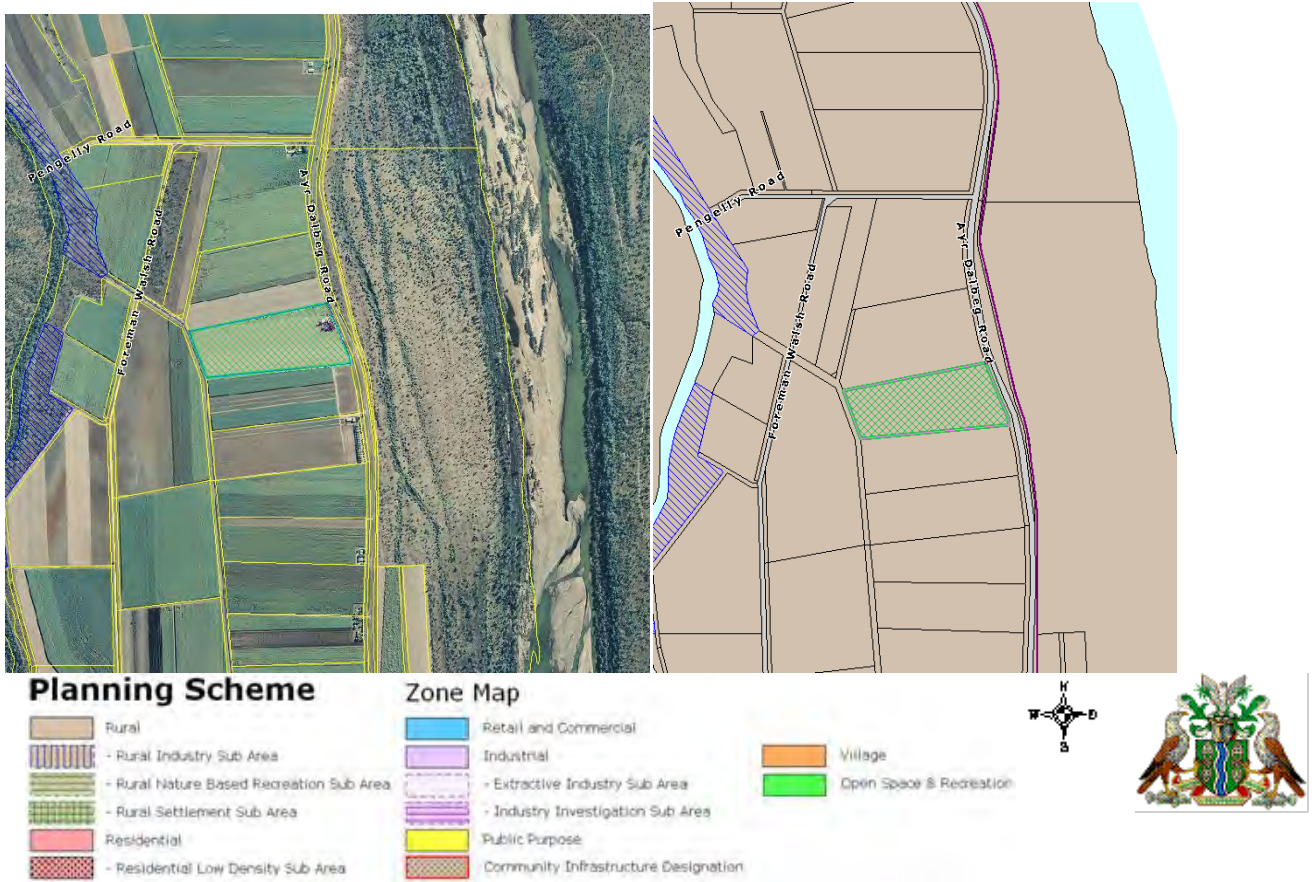 Pengelly Road
Ayr Dalbeg Road
Foreman Walsh Road
Pengelly Road
Ayr Dalbeg Road
Foreman Walsh Road
Planning Scheme
Zone Map
Rural
- Rural Industry Sub Area
- Rural Nature Based Recreation Sub Area
- Rural Settlement Sub Area
Residential
- Residential Low Density Sub Area
Retail and Commercial
Industrial
- Extractive Industry Sub Area
- Industry Investigation Sub Area
Public Purpose
Community Infrastructure Designation
Village
Open Space & Recreation